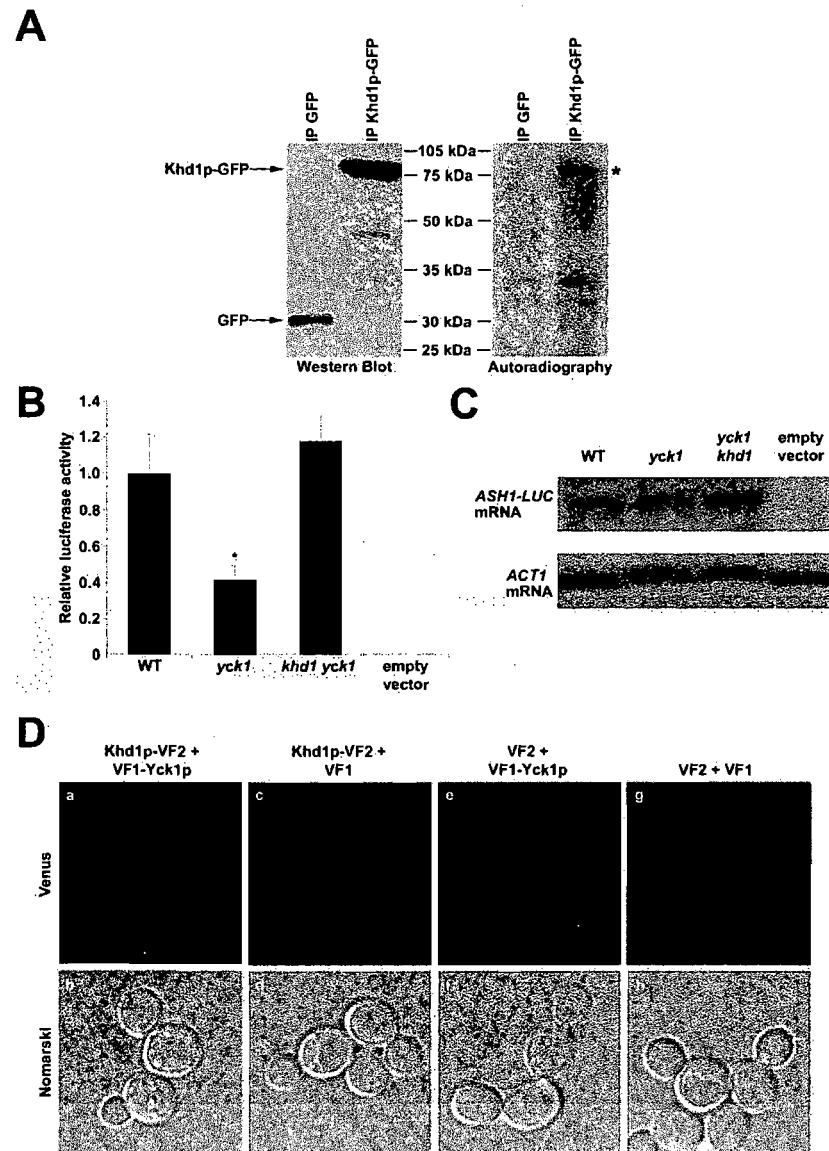 A
IP GFP
IP Khd1p-GFP
IP GFP
IP Khd1p-GFP
Khd1p-GFP
105 kDa
75 kDa
*
50 kDa
35 kDa
GFP
30 kDa
25 kDa
Western Blot
Autoradiography
B
Relative luciferase activity
1.4
1.2
1.0
0.8
0.6
0.4
0.2
0
*
WT
yck1
khd1 yck1
empty
vector
C
WT
yck1
yck1
khd1
empty
vector
ASH1-LUC
mRNA
ACT1
mRNA
D
Khd1p-VF2 +
VF1-Yck1p
Khd1p-VF2 +
VF1
VF2 +
VF1-Yck1p
VF2 + VF1
Venus
a
c
e
g
Nomarski
b
d
f
h